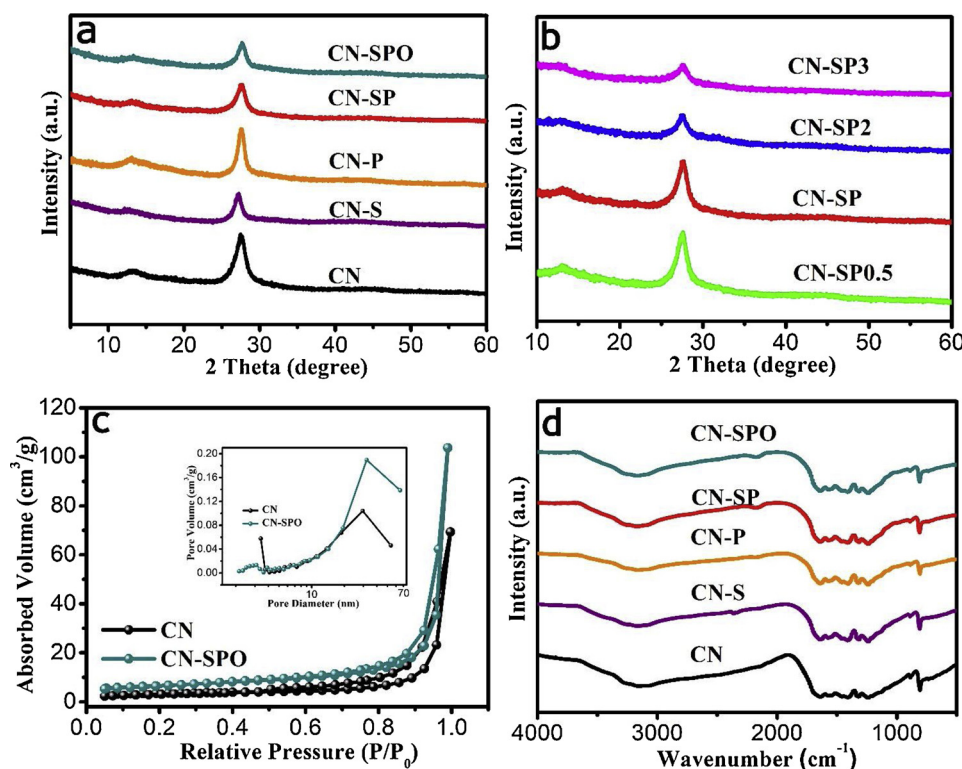 a
CN-SPO
CN-SP
CN-P
CN-S
CN
Intensity (a.u.)
10 20 30 40 50 60
2 Theta (degree)
b
CN-SP3
CN-SP2
CN-SP
CN-SP0.5
Intensity (a.u.)
10 20 30 40 50 60
2 Theta (degree)
c
120
100
80
60
40
20
0
Absorbed Volume (cm³/g)
0.20
0.16
0.12
0.08
0.04
0.00
Pore Volume (cm³/g)
CN
CN-SPO
10 70
Pore Diameter (nm)
CN
CN-SPO
0.0 0.2 0.4 0.6 0.8 1.0
Relative Pressure (P/P₀)
d
CN-SPO
CN-SP
CN-P
CN-S
CN
Intensity (a.u.)
4000 3000 2000 1000
Wavenumber (cm⁻¹)